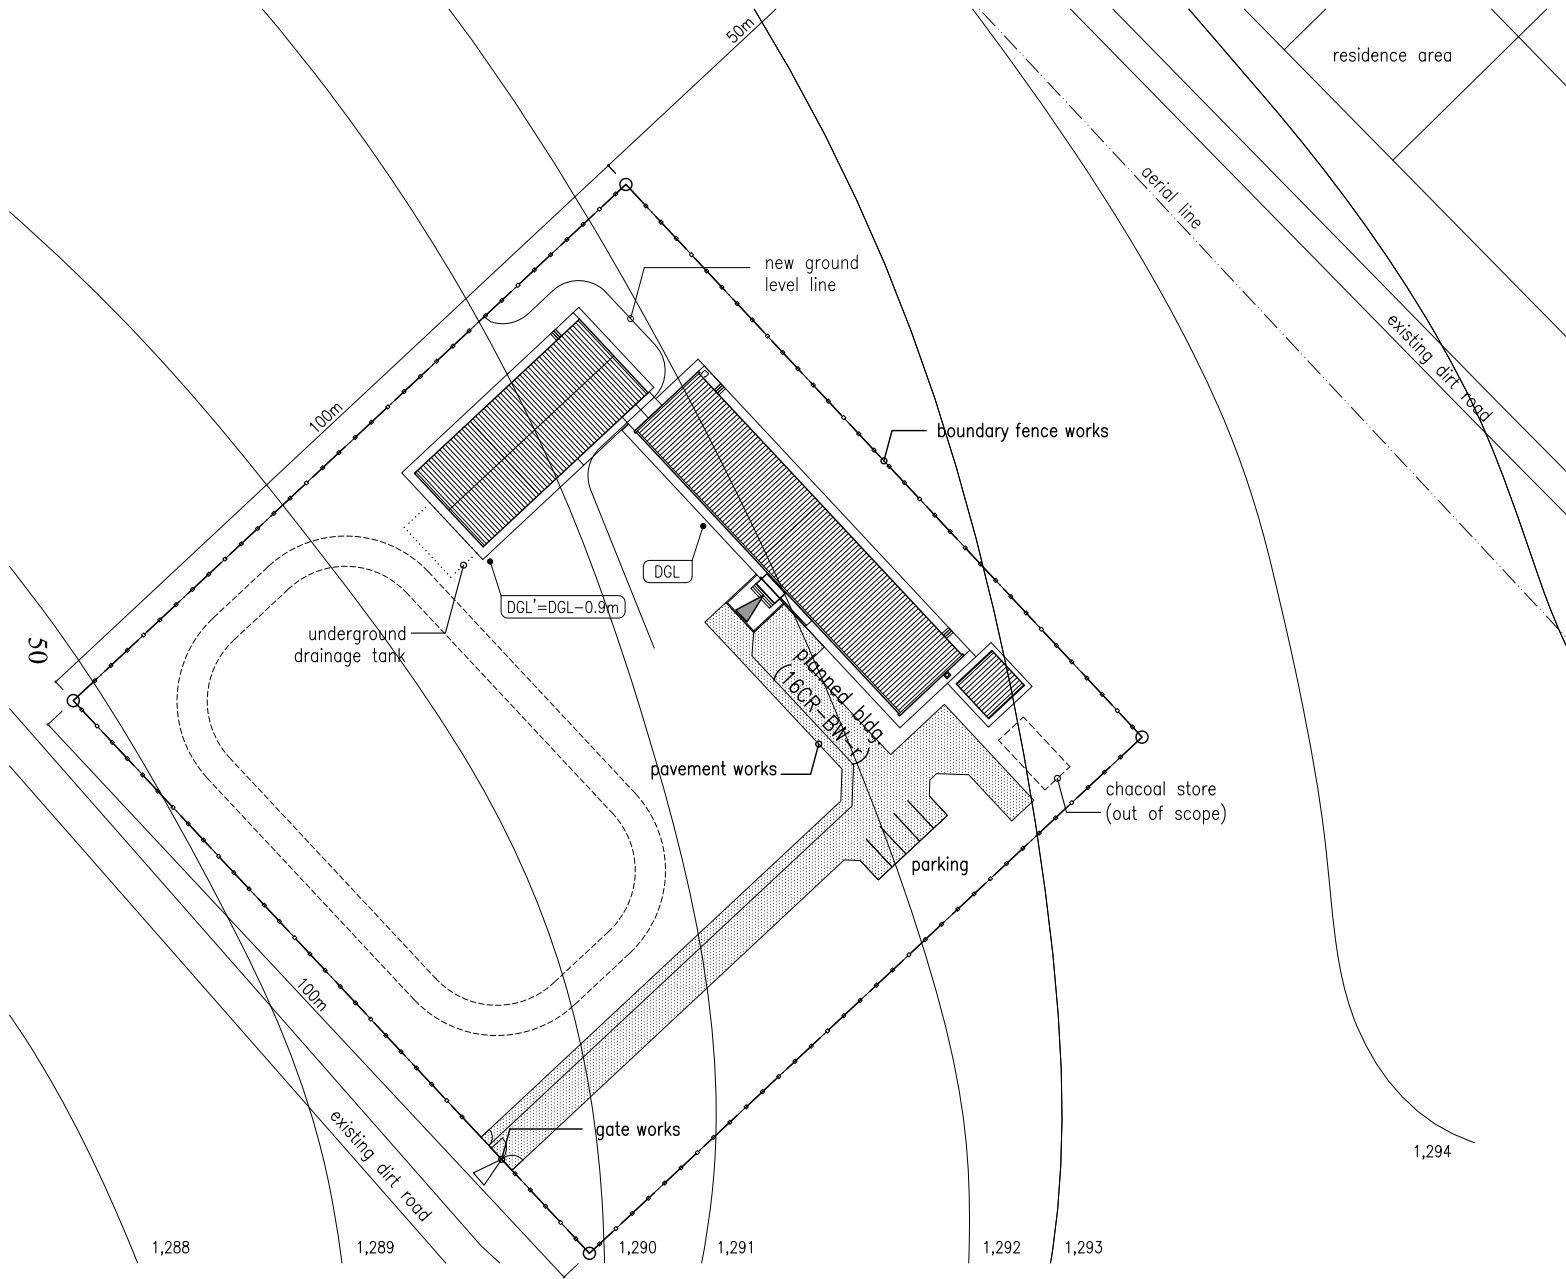 50m
residence area
aerial line
new ground
level line
existing dirt road
100m
boundary fence works
DGL
DGL'=DGL-0.9m
underground
drainage tank
50
planned bldg.
(16CR-BW-r)
pavement works
chacoal store
(out of scope)
parking
100m
gate works
existing dirt road
1,294
1,288
1,289
1,290
1,291
1,292
1,293